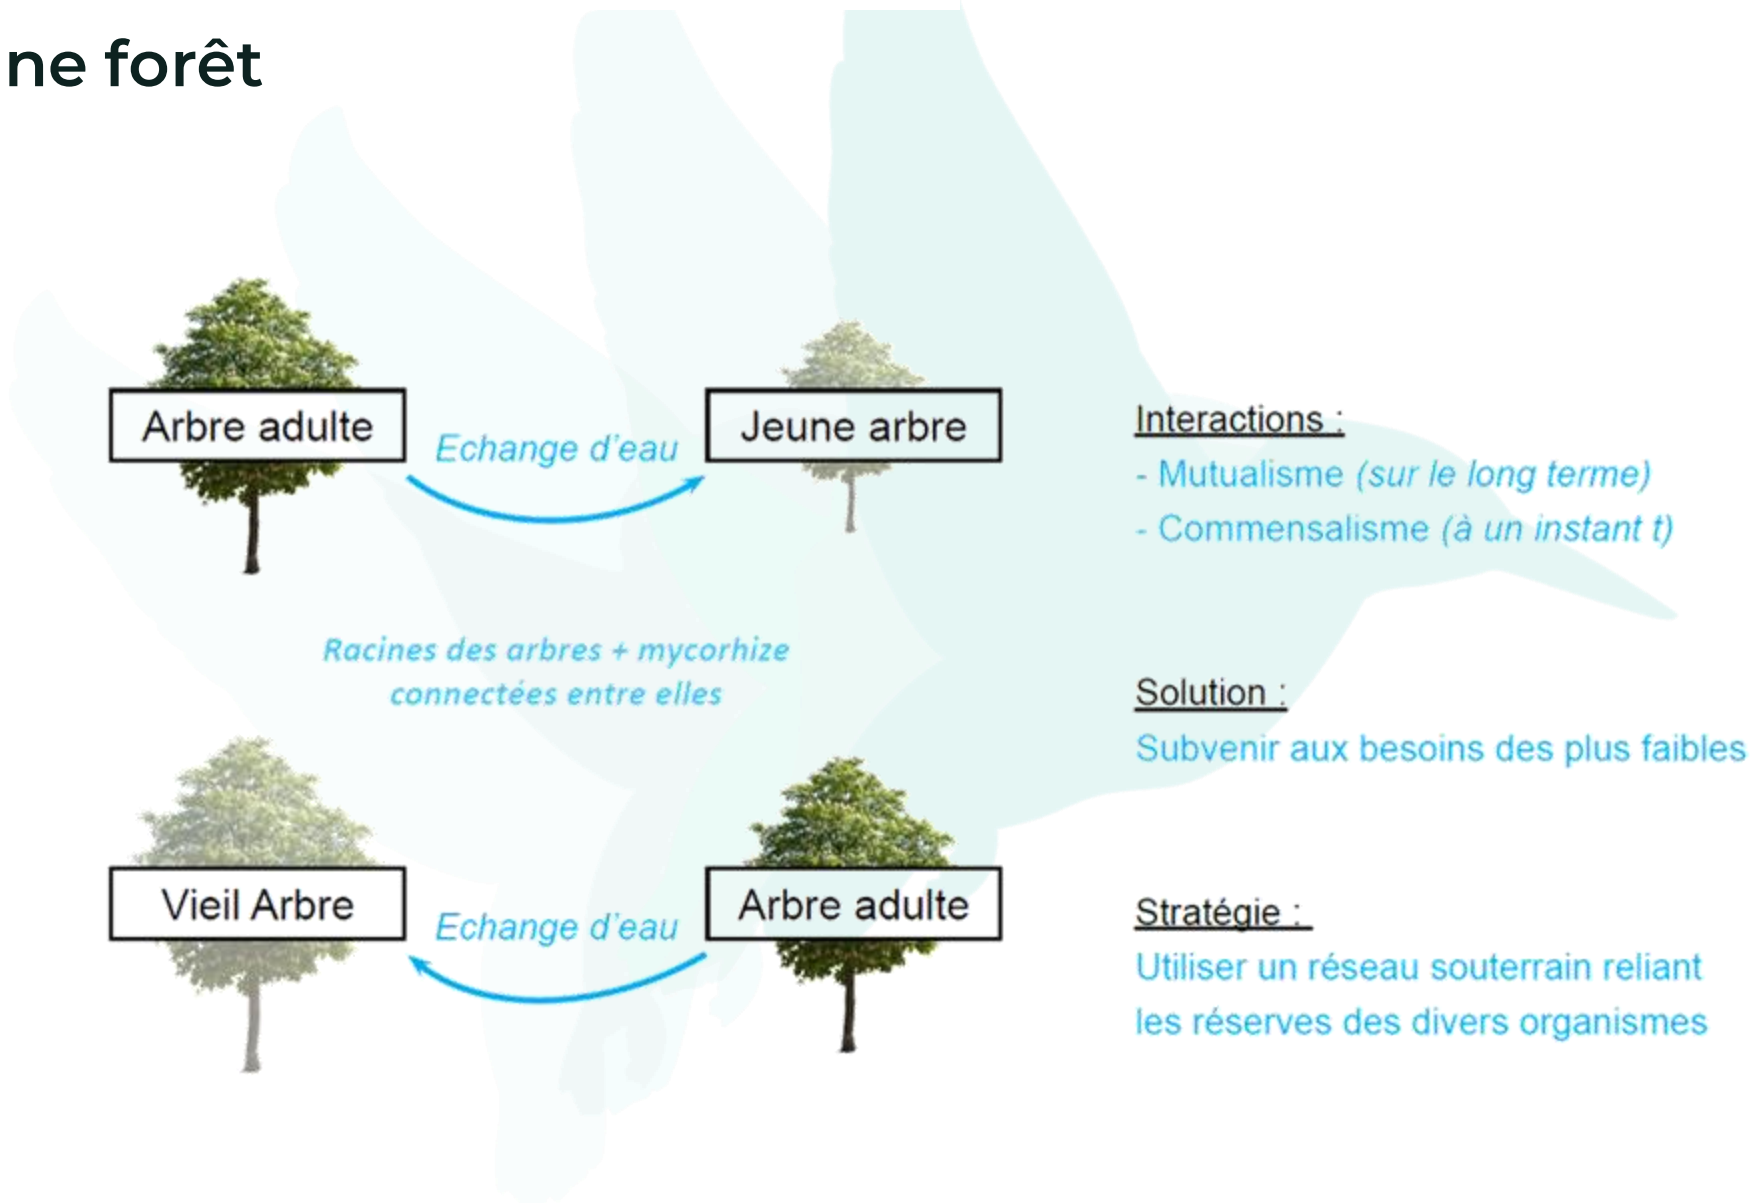 ne forêt
Arbre adulte
Echange d'eau
Jeune arbre
Racines des arbres + mycorhize
connectées entre elles
Vieil Arbre
Echange d'eau
Arbre adulte
Interactions :
- Mutualisme (sur le long terme)
- Commensalisme (à un instant t)
Solution :
Subvenir aux besoins des plus faibles
Stratégie :
Utiliser un réseau souterrain reliant
les réserves des divers organismes